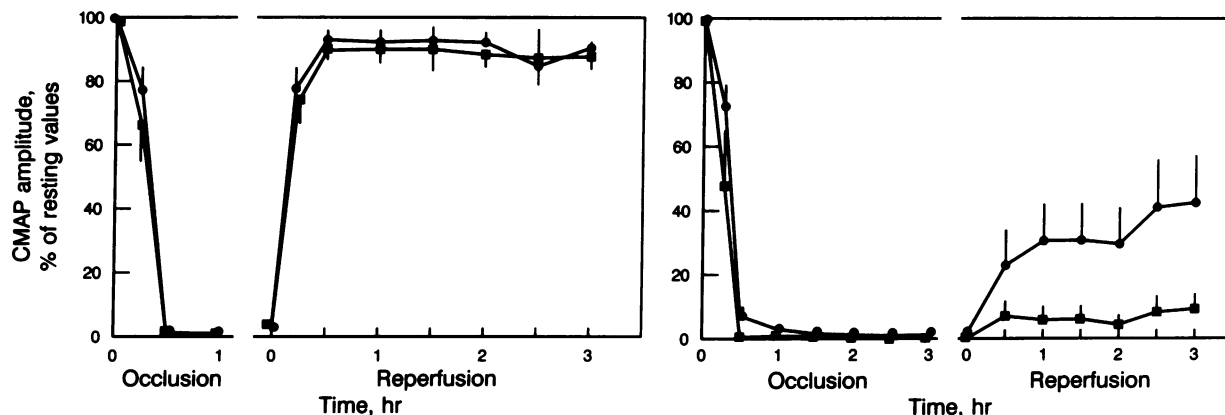 CMAP amplitude,
% of resting values
100
80
60
40
20
0
0 1
Occlusion
0 1 2 3
Reperfusion
Time, hr
100
80
60
40
20
0
0 1 2 3
Occlusion
0 1 2 3
Reperfusion
Time, hr